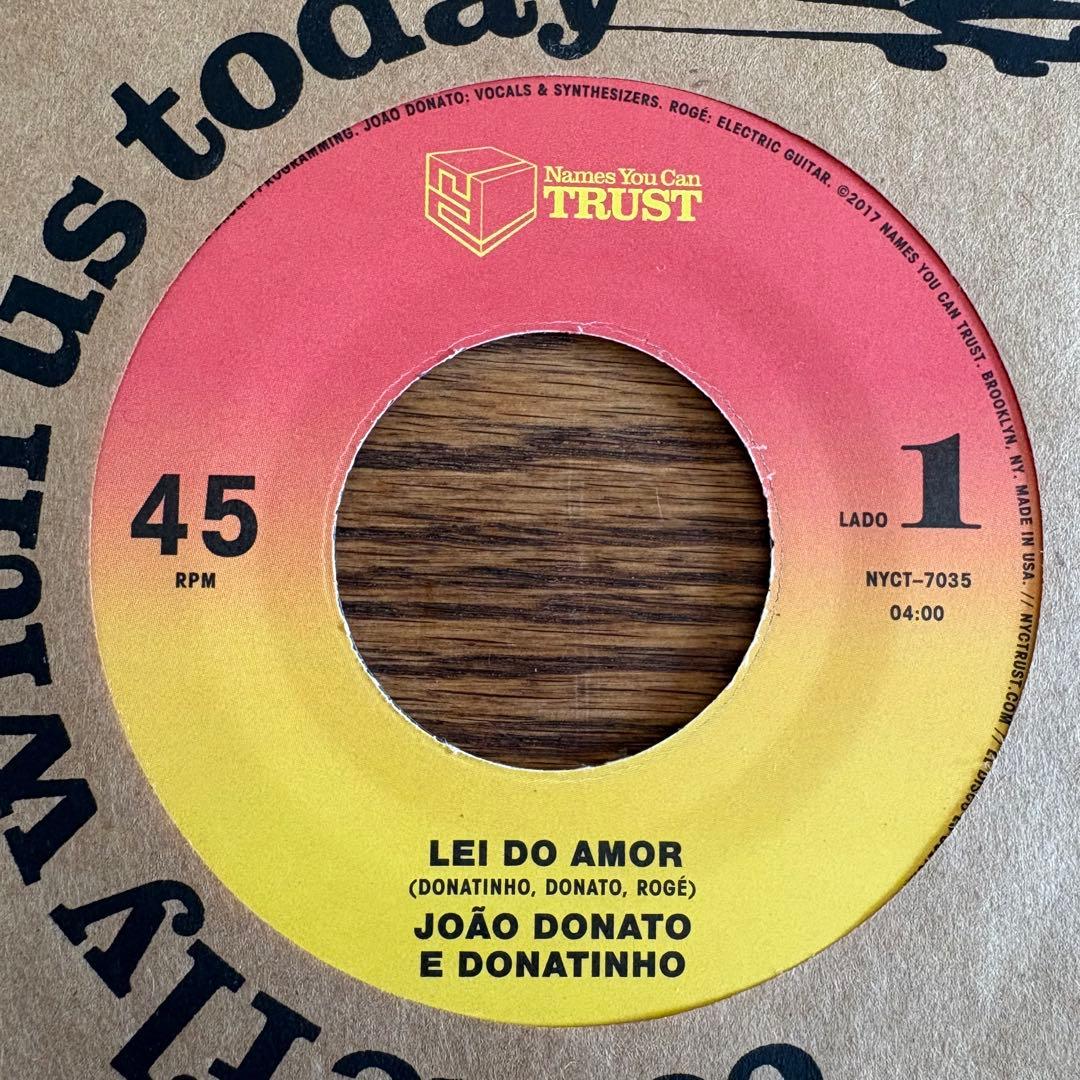 us today
PROGRAMMING. JOAO DONATO: VOCALS & SYNTHESIZERS. ROGÉ: ELECTRIC GUITAR. ©2017 NAMES YOU CAN TRUST. BROOKLYN, NY. MADE IN USA. // NYCTRUST.COM //
Names You Can
TRUST
45
RPM
LADO 1
NYCT–7035
04:00
LEI DO AMOR
(DONATINHO, DONATO, ROGÉ)
JOÃO DONATO
E DONATINHO